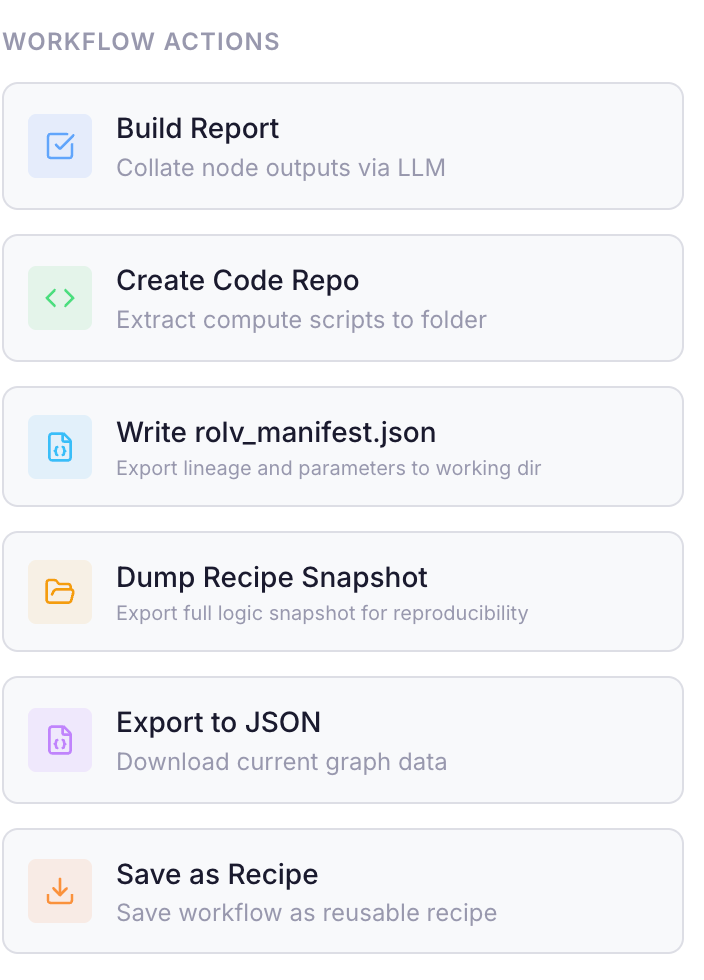 WORKFLOW ACTIONS
Build Report
Collate node outputs via LLM
Create Code Repo
Extract compute scripts to folder
Write rolv_manifest.json
Export lineage and parameters to working dir
Dump Recipe Snapshot
Export full logic snapshot for reproducibility
Export to JSON
Download current graph data
Save as Recipe
Save workflow as reusable recipe